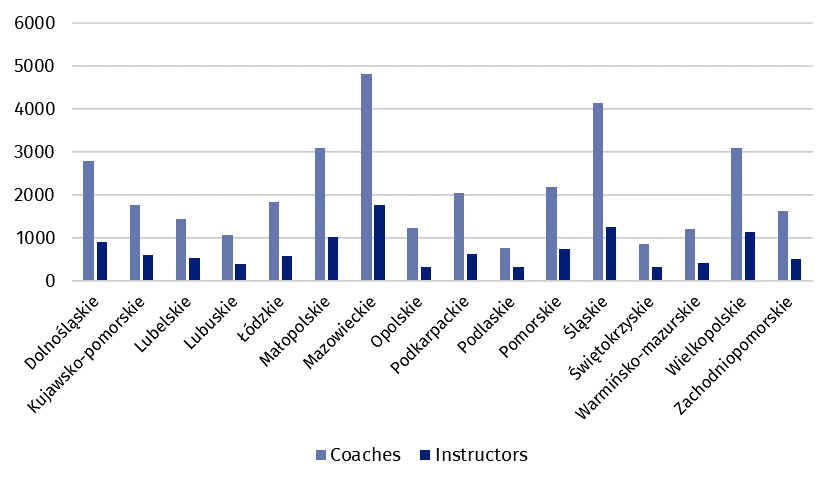 6000
5000
4000
3000
2000
1000
0
Dolnośląskie
Kujawsko-pomorskie
Lubelskie
Lubuskie
Łódzkie
Małopolskie
Mazowieckie
Opolskie
Podkarpackie
Podlaskie
Pomorskie
Śląskie
Świętokrzyskie
Warmińsko-mazurskie
Wielkopolskie
Zachodniopomorskie
Coaches Instructors